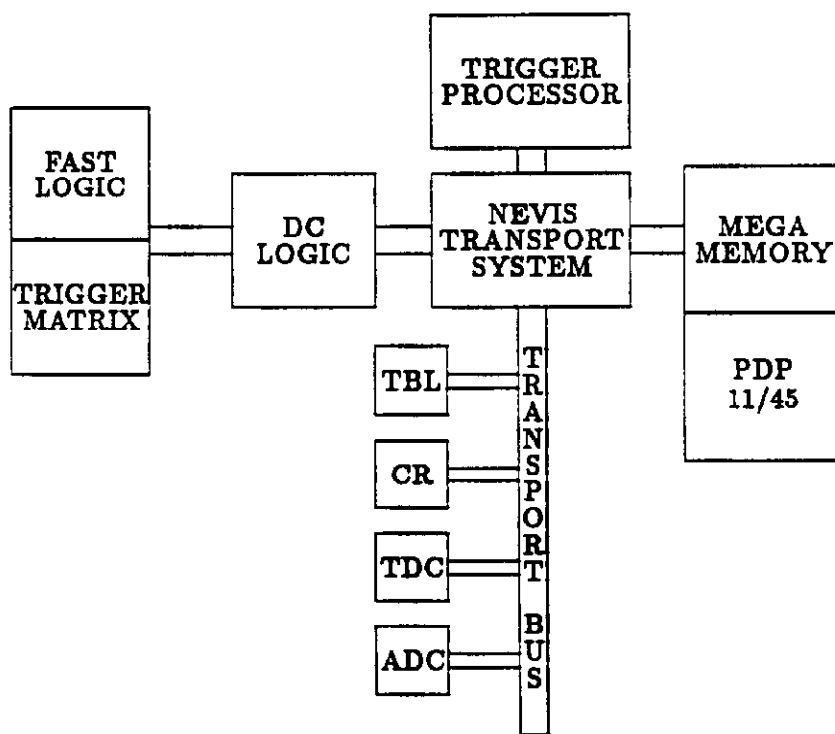 TRIGGER
PROCESSOR
FAST
LOGIC
TRIGGER
MATRIX
DC
LOGIC
NEVIS
TRANSPORT
SYSTEM
MEGA
MEMORY
PDP
11/45
TBL
CR
TDC
ADC
TRANSPORT BUS